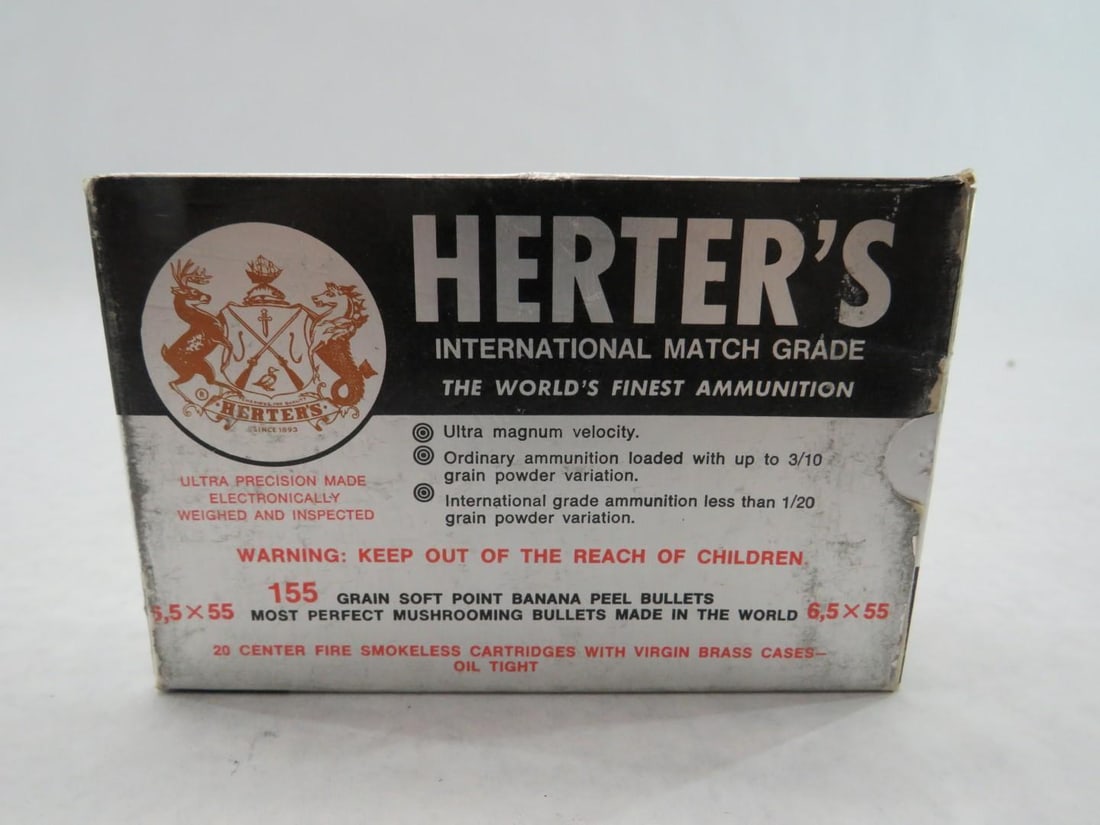 HERTER'S
INTERNATIONAL MATCH GRADE
THE WORLD'S FINEST AMMUNITION
®
HERTER'S
SINCE 1893
ULTRA PRECISION MADE
ELECTRONICALLY
WEIGHED AND INSPECTED
Ultra magnum velocity.
Ordinary ammunition loaded with up to 3/10
grain powder variation.
International grade ammunition less than 1/20
grain powder variation.
WARNING: KEEP OUT OF THE REACH OF CHILDREN.
155 GRAIN SOFT POINT BANANA PEEL BULLETS
6,5×55 MOST PERFECT MUSHROOMING BULLETS MADE IN THE WORLD 6,5×55
20 CENTER FIRE SMOKELESS CARTRIDGES WITH VIRGIN BRASS CASES—
OIL TIGHT